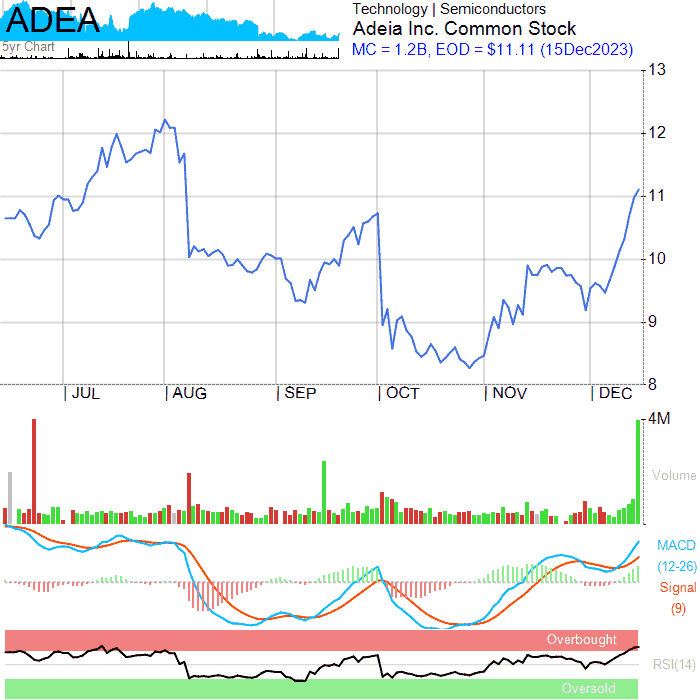 ADEA
5yr Chart
Technology | Semiconductors
Adeia Inc. Common Stock
MC = 1.2B, EOD = $11.11 (15Dec2023)
13
12
11
10
9
8
| JUL | AUG | SEP | OCT | NOV | DEC
4M
Volume
MACD
(12-26)
Signal
(9)
Overbought
RSI(14)
Oversold